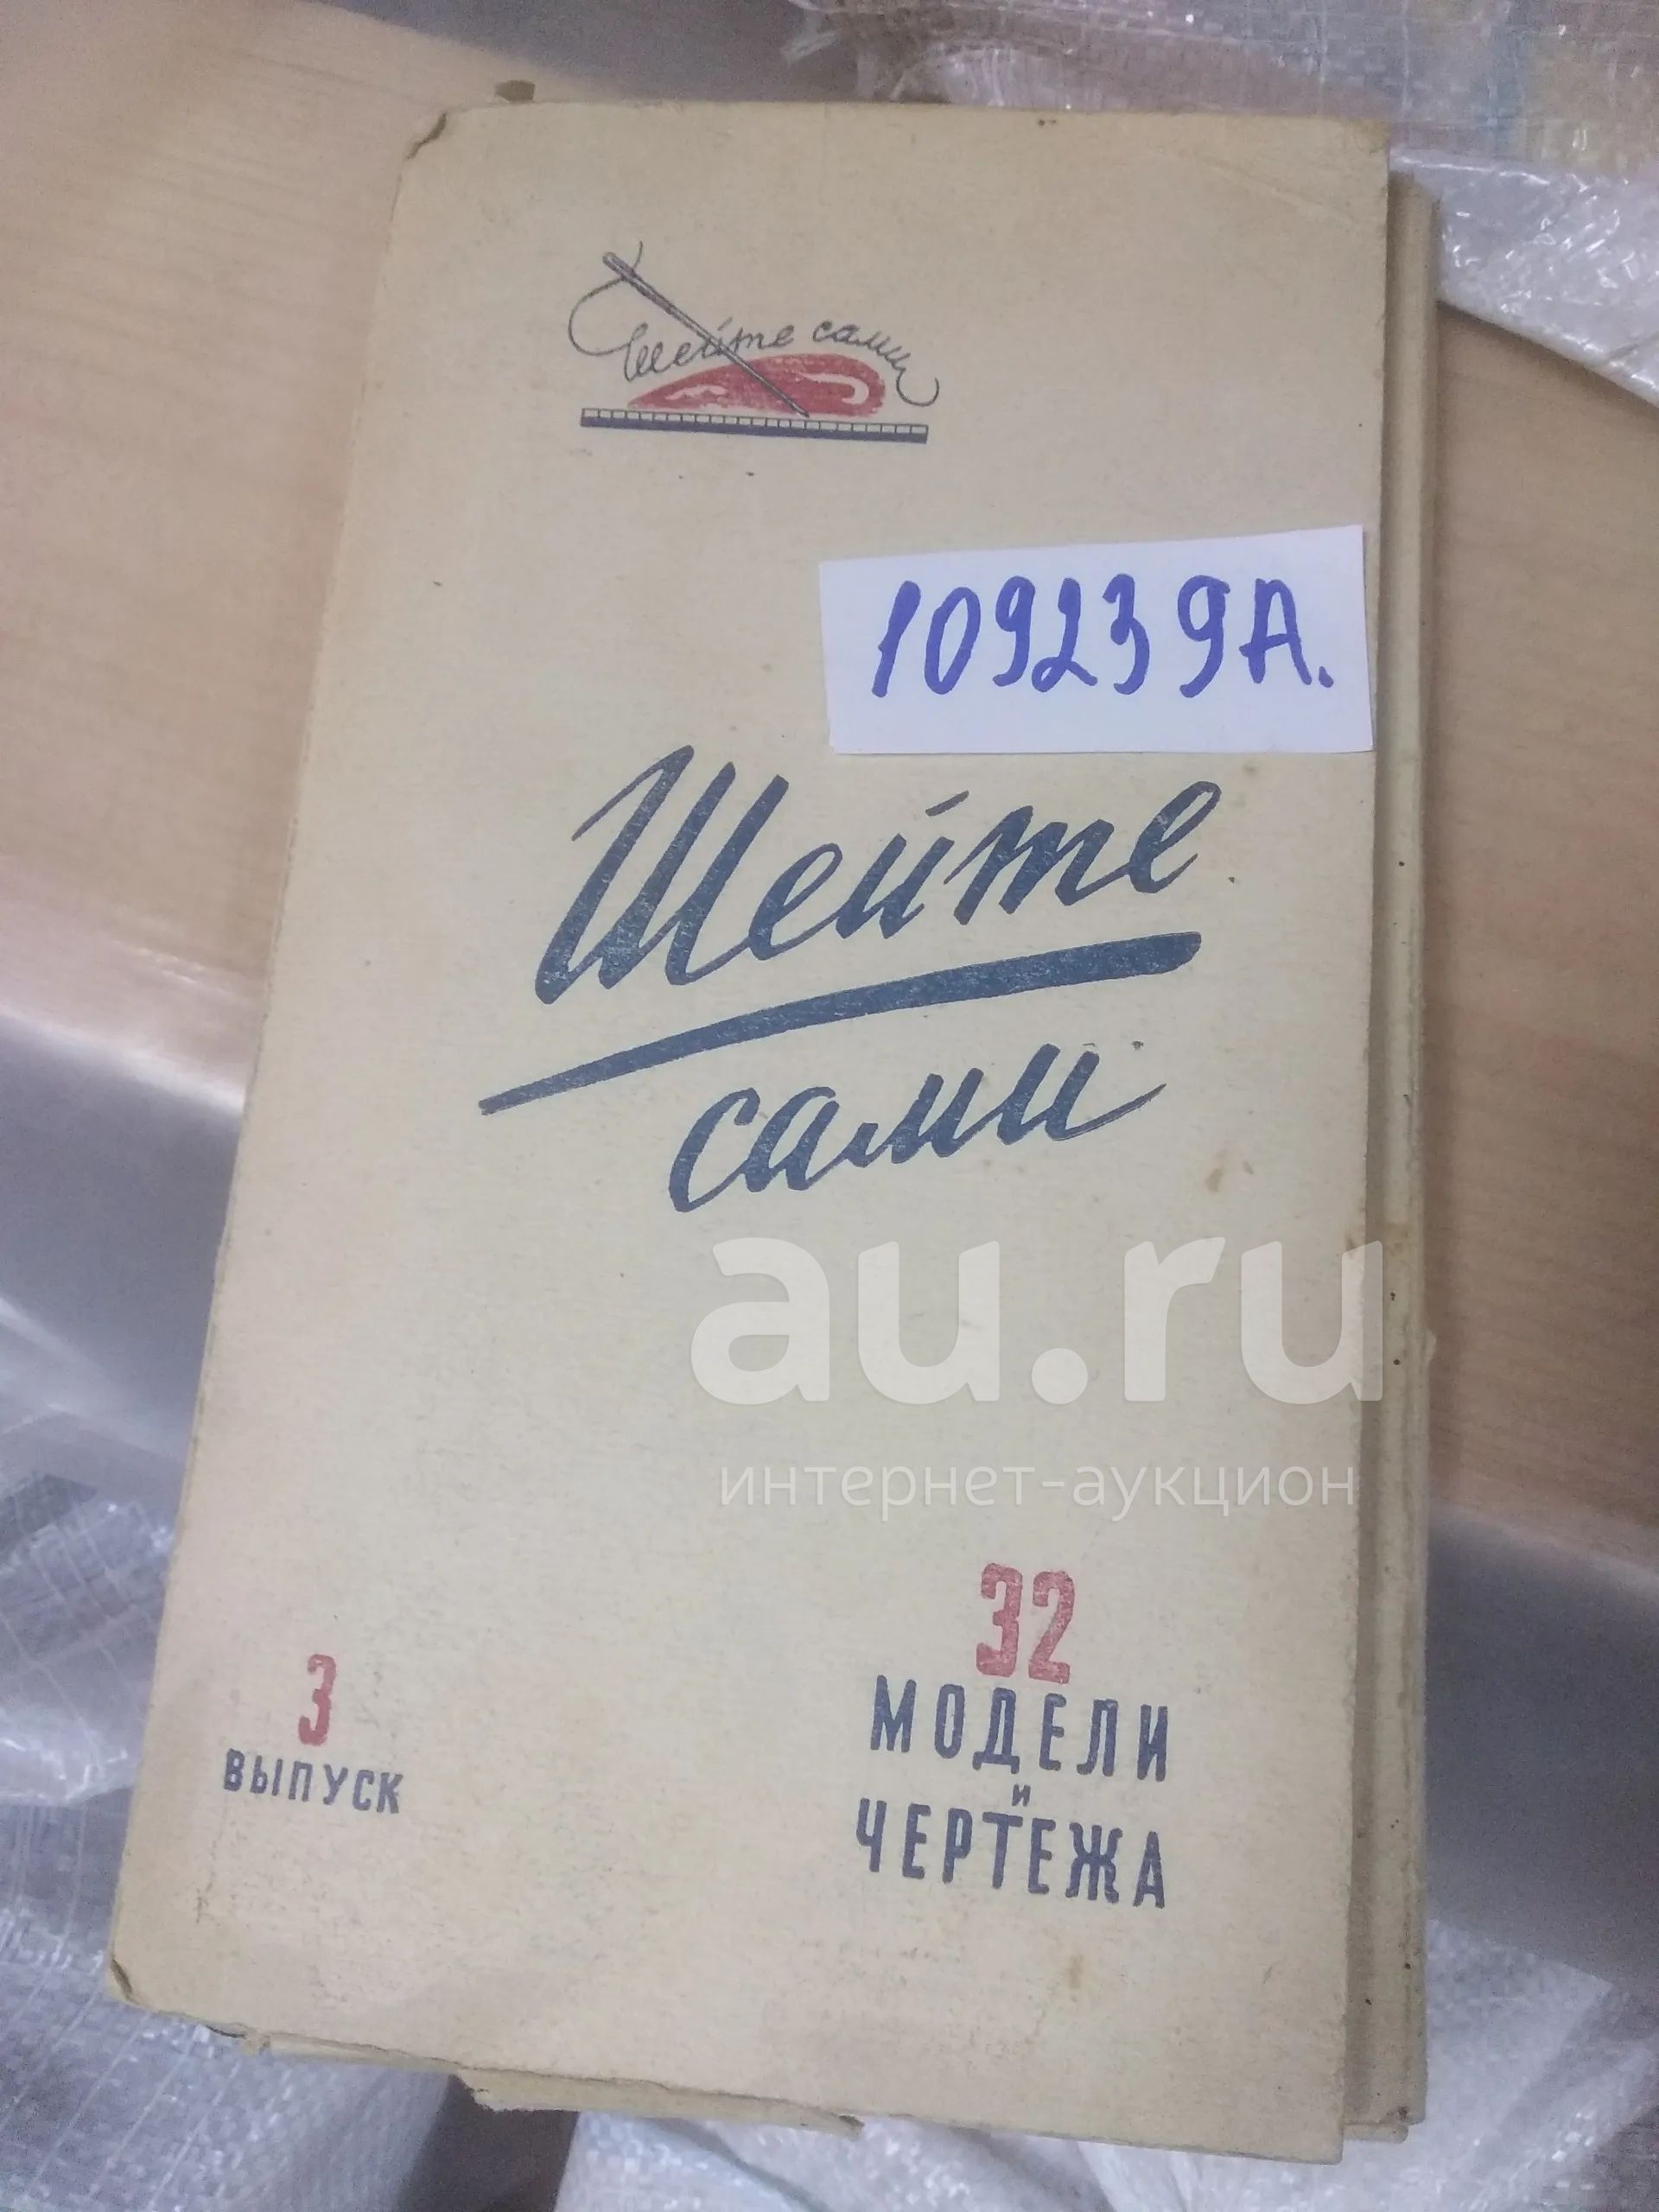 Шейте сами
109239А.
Шейте
сами
au.ru
интернет-аукцион
32
МОДЕЛИ
И
ЧЕРТЕЖА
3
ВЫПУСК